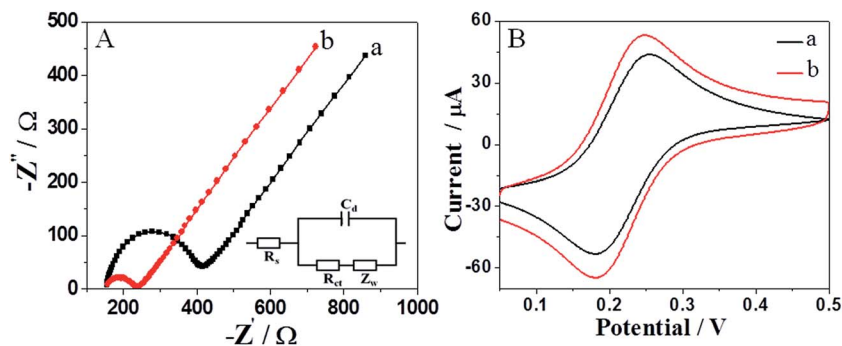 A
b
a
500
400
300
200
100
0
-Z"/ Ω
C_d
R_s
R_ct
Z_w
200 400 600 800 1000
-Z'/ Ω
B
a
b
60
30
0
-30
-60
Current / μA
0.1 0.2 0.3 0.4 0.5
Potential / V